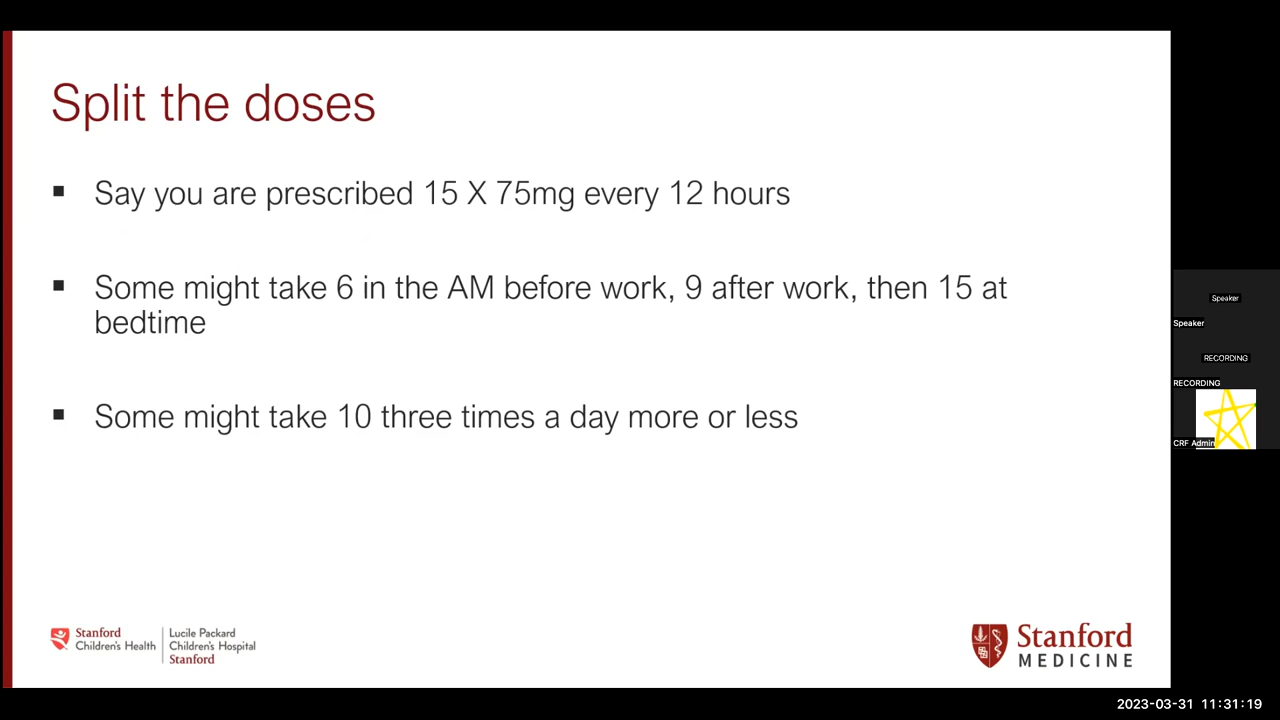 Split the doses
Say you are prescribed 15 X 75mg every 12 hours
Some might take 6 in the AM before work, 9 after work, then 15 at
bedtime
Some might take 10 three times a day more or less
Speaker
Speaker
RECORDING
RECORDING
CRF Admin
Stanford
Children's Health
Lucile Packard
Children's Hospital
Stanford
Stanford
MEDICINE
2023-03-31 11:31:19